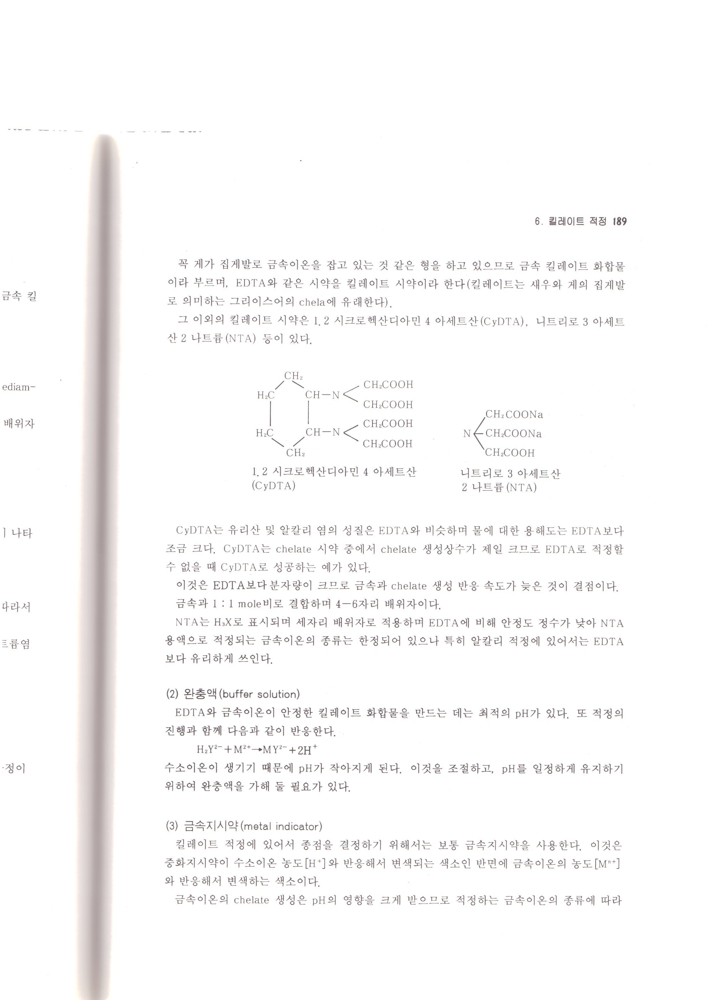 6. 킬레이트 적정 189
금속 킬
ediam-
배위자
나타
따라서
트륨염
정이
꼭 게가 집게발로 금속이온을 잡고 있는 것 같은 형을 하고 있으므로 금속 킬레이트 화합물
이라 부르며, EDTA와 같은 시약을 킬레이트 시약이라 한다(킬레이트는 새우와 게의 집게발
로 의미하는 그리이스어의 chela에 유래한다).
그 이외의 킬레이트 시약은 1. 2 시크로헥산디아민 4 아세트산(CyDTA), 니트리로 3 아세트
산 2 나트륨(NTA) 등이 있다.
CH₂
H₂C CH－N CH₂COOH
CH₂COOH
H₂C CH－N CH₂COOH
CH₂COOH
CH₂
1. 2 시크로헥산디아민 4 아세트산
(CyDTA)
CH₂COONa
N CH₂COONa
CH₂COOH
니트리로 3 아세트산
2 나트륨(NTA)
CyDTA는 유리산 및 알칼리 염의 성질은 EDTA와 비슷하며 물에 대한 용해도는 EDTA보다
조금 크다. CyDTA는 chelate 시약 중에서 chelate 생성상수가 제일 크므로 EDTA로 적정할
수 없을 때 CyDTA로 성공하는 예가 있다.
이것은 EDTA보다 분자량이 크므로 금속과 chelate 생성 반응 속도가 늦은 것이 결점이다.
금속과 1 : 1 mole비로 결합하며 4－6자리 배위자이다.
NTA는 H₃X로 표시되며 세자리 배위자로 적용하며 EDTA에 비해 안정도 정수가 낮아 NTA
용액으로 적정되는 금속이온의 종류는 한정되어 있으나 특히 알칼리 적정에 있어서는 EDTA
보다 유리하게 쓰인다.
(2) 완충액(buffer solution)
EDTA와 금속이온이 안정한 킬레이트 화합물을 만드는 데는 최적의 pH가 있다. 또 적정의
진행과 함께 다음과 같이 반응한다.
H₂Y²⁻＋M²⁺→MY²⁻＋2H⁺
수소이온이 생기기 때문에 pH가 작아지게 된다. 이것을 조절하고, pH를 일정하게 유지하기
위하여 완충액을 가해 둘 필요가 있다.
(3) 금속지시약(metal indicator)
킬레이트 적정에 있어서 종점을 결정하기 위해서는 보통 금속지시약을 사용한다. 이것은
중화지시약이 수소이온 농도[H⁺]와 반응해서 변색되는 색소인 반면에 금속이온의 농도[Mⁿ⁺]
와 반응해서 변색하는 색소이다.
금속이온의 chelate 생성은 pH의 영향을 크게 받으므로 적정하는 금속이온의 종류에 따라